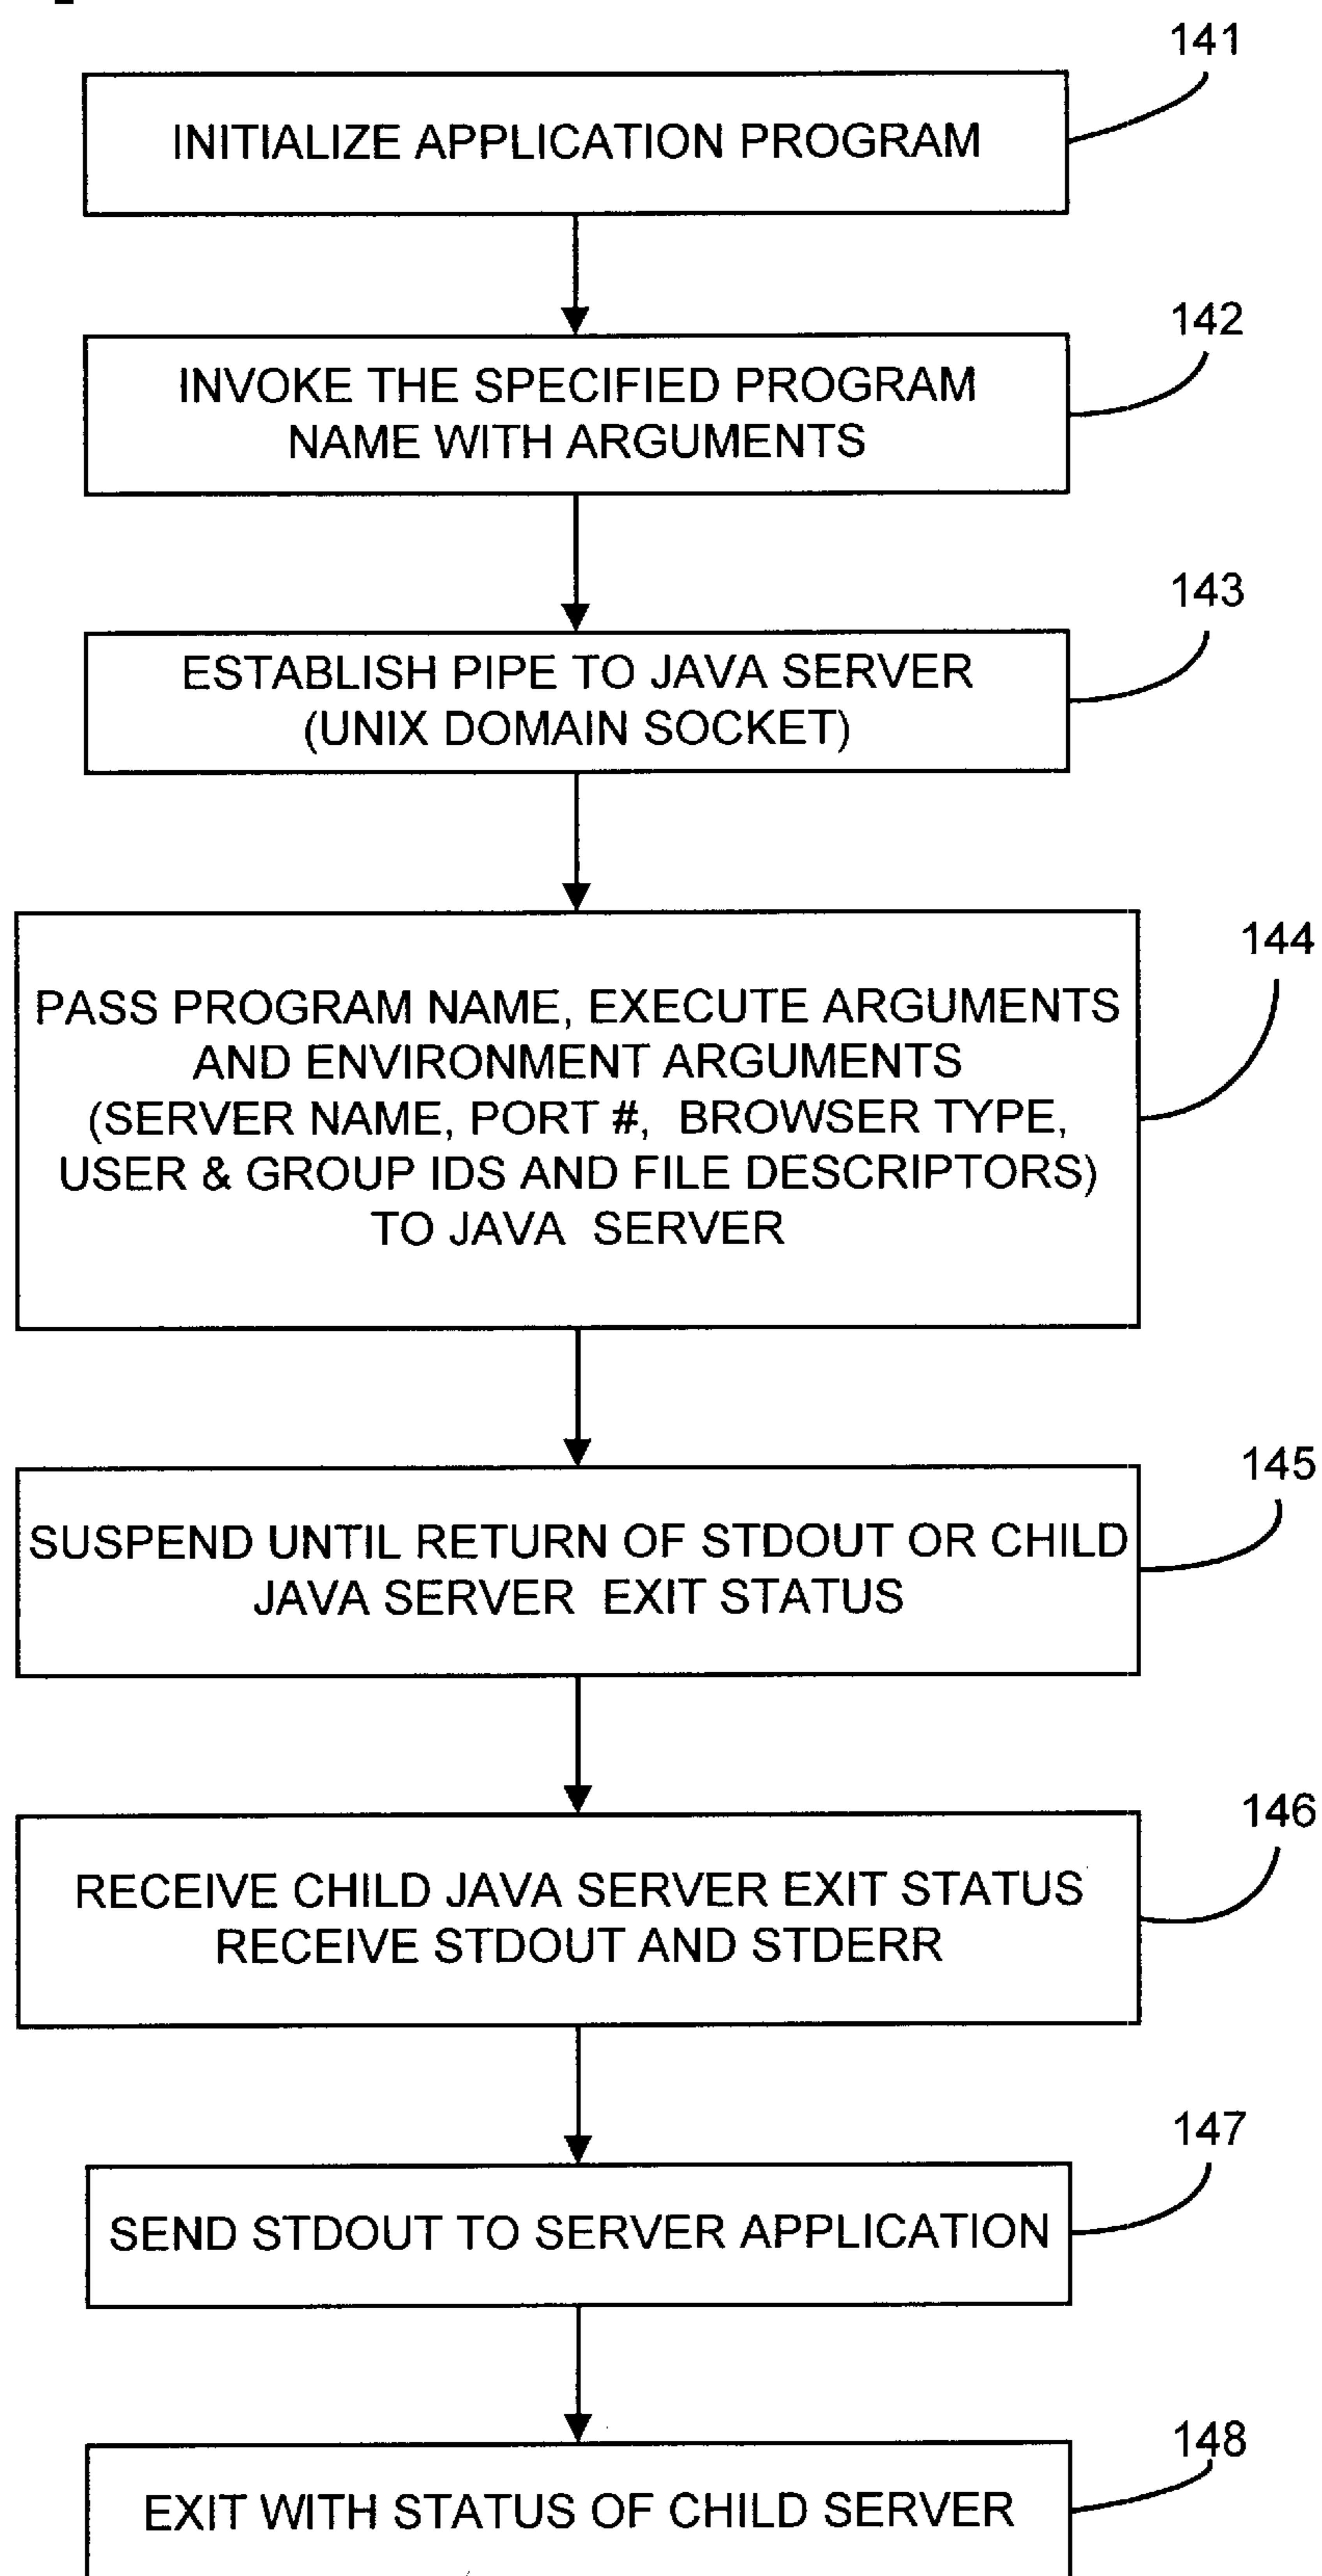 141
INITIALIZE APPLICATION PROGRAM
142
INVOKE THE SPECIFIED PROGRAM
NAME WITH ARGUMENTS
143
ESTABLISH PIPE TO JAVA SERVER
(UNIX DOMAIN SOCKET)
144
PASS PROGRAM NAME, EXECUTE ARGUMENTS
AND ENVIRONMENT ARGUMENTS
(SERVER NAME, PORT #, BROWSER TYPE,
USER & GROUP IDS AND FILE DESCRIPTORS)
TO JAVA SERVER
145
SUSPEND UNTIL RETURN OF STDOUT OR CHILD
JAVA SERVER EXIT STATUS
146
RECEIVE CHILD JAVA SERVER EXIT STATUS
RECEIVE STDOUT AND STDERR
147
SEND STDOUT TO SERVER APPLICATION
148
EXIT WITH STATUS OF CHILD SERVER